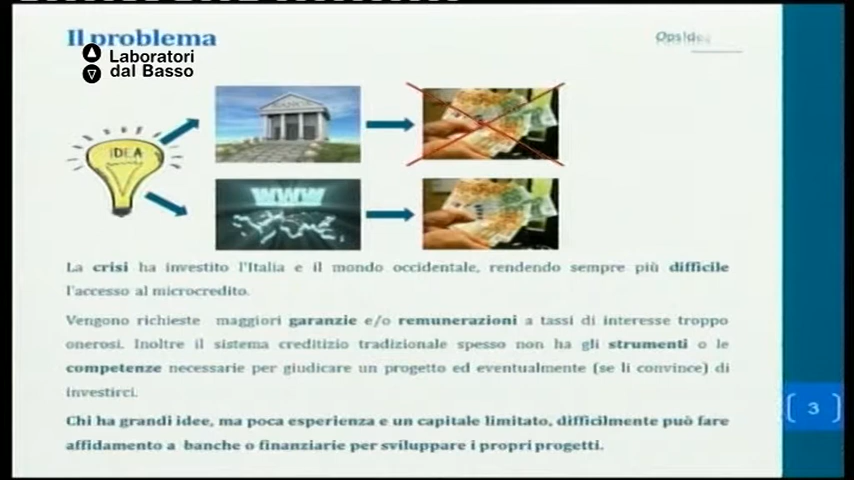 Il problema
OpsIdea
Laboratori
dal Basso
IDEA
BANCA
WWW
La crisi ha investito l'Italia e il mondo occidentale, rendendo sempre più difficile
l'accesso al microcredito.
Vengono richieste maggiori garanzie e/o remunerazioni a tassi di interesse troppo
onerosi. Inoltre il sistema creditizio tradizionale spesso non ha gli strumenti o le
competenze necessarie per giudicare un progetto ed eventualmente (se li convince) di
investirci.
Chi ha grandi idee, ma poca esperienza e un capitale limitato, difficilmente può fare
affidamento a banche o finanziarie per sviluppare i propri progetti.
3